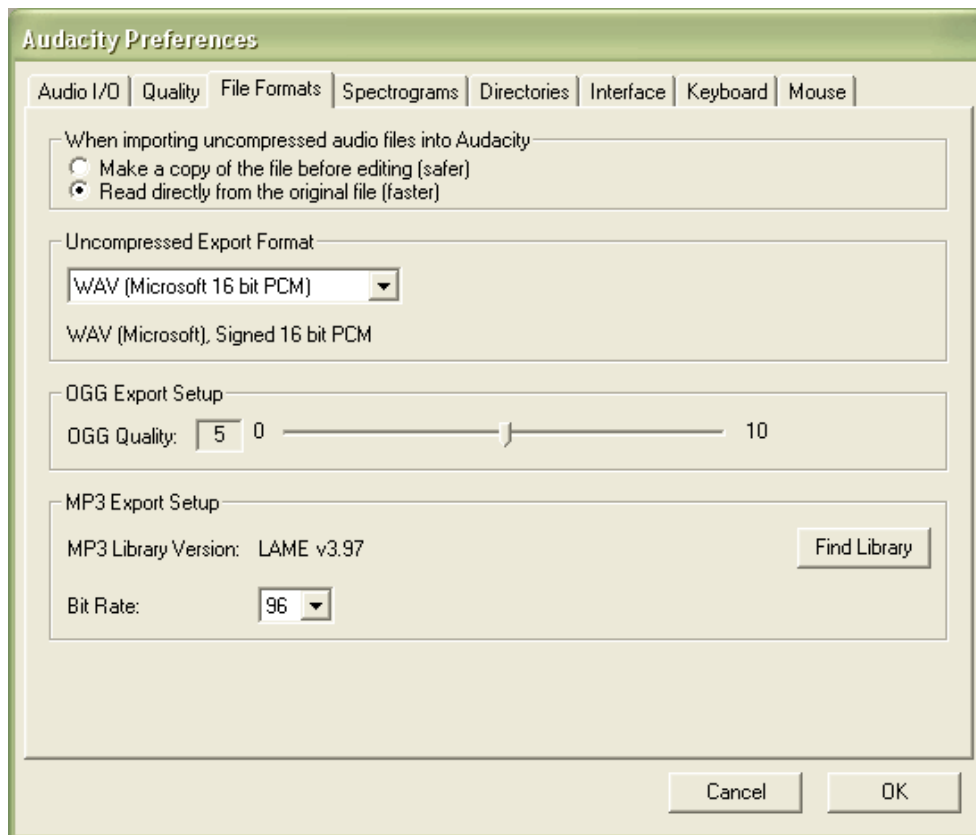 Audacity Preferences
Audio I/O Quality File Formats Spectrograms Directories Interface Keyboard Mouse
When importing uncompressed audio files into Audacity
Make a copy of the file before editing (safer)
Read directly from the original file (faster)
Uncompressed Export Format
WAV (Microsoft 16 bit PCM)
WAV (Microsoft), Signed 16 bit PCM
OGG Export Setup
OGG Quality: 5 0 10
MP3 Export Setup
MP3 Library Version: LAME v3.97 Find Library
Bit Rate: 96
Cancel OK